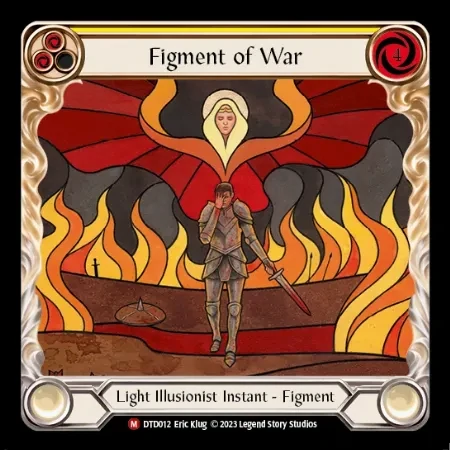 Figment of War
Light Illusionist Instant - Figment
M DTD012 Eric Klug © 2023 Legend Story Studios